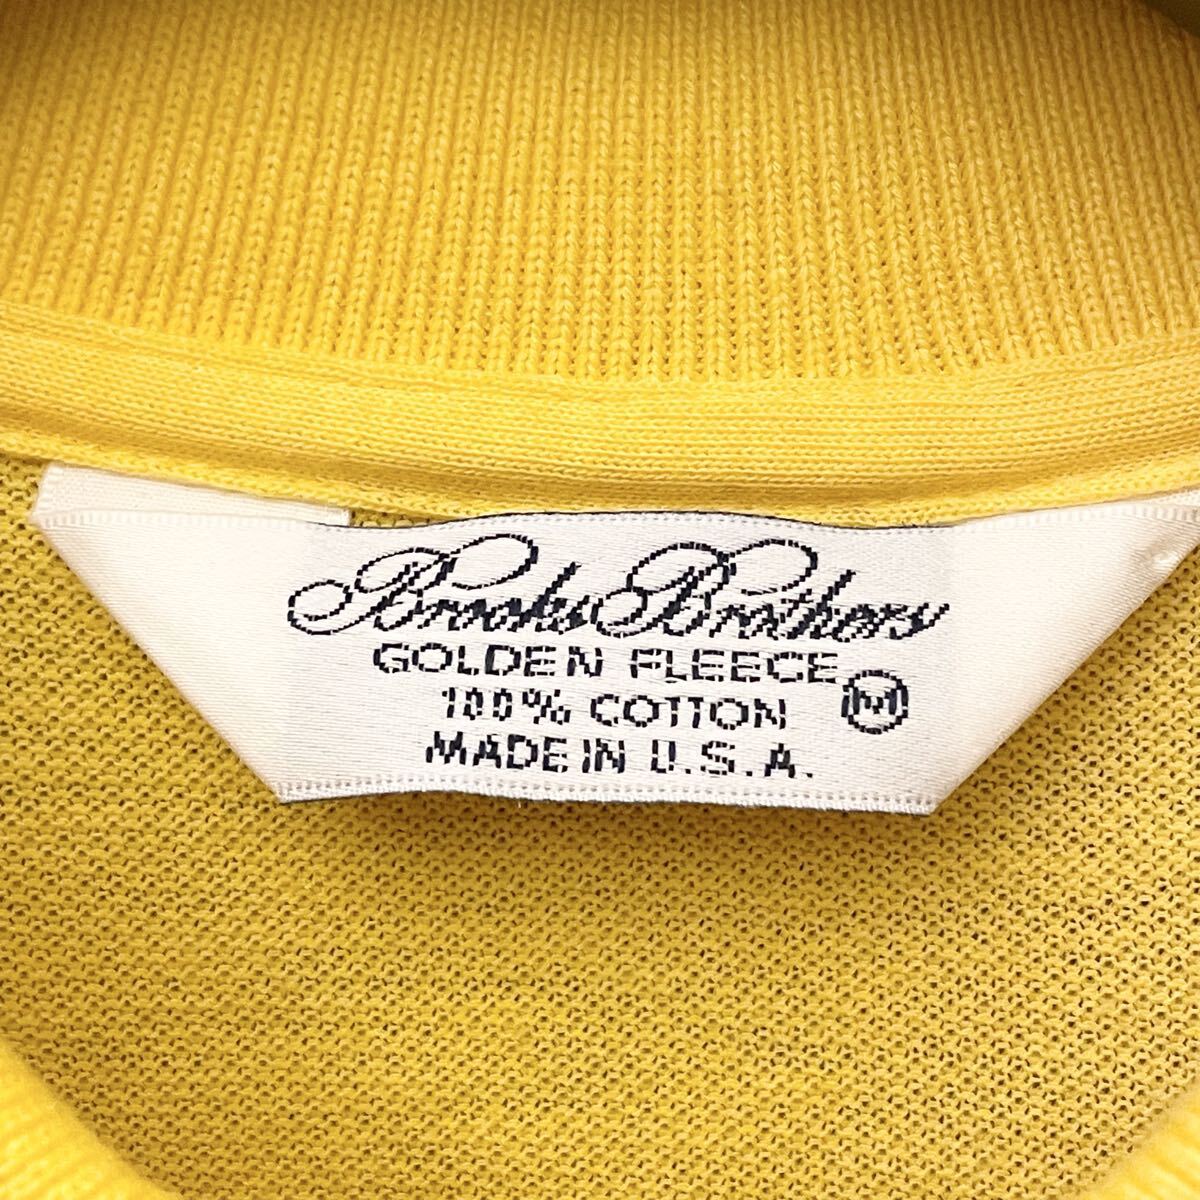 Brooks Brothers
GOLDEN FLEECE
100% COTTON M
MADE IN U.S.A.